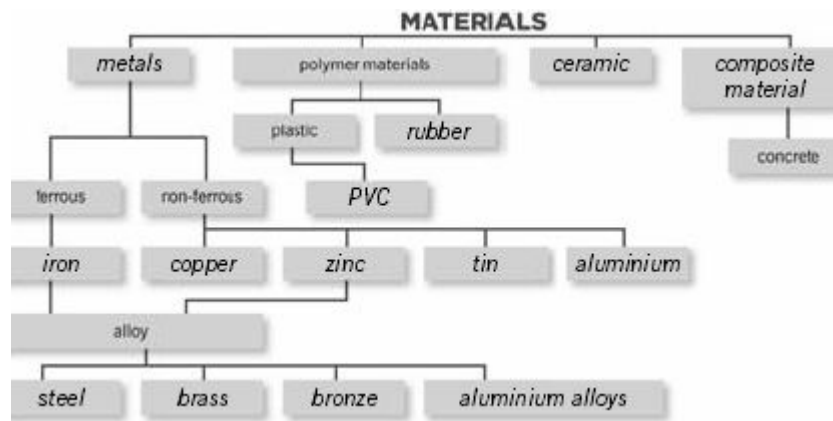 MATERIALS
metals
polymer materials
ceramic
composite
material
plastic
rubber
concrete
ferrous
non-ferrous
PVC
iron
copper
zinc
tin
aluminium
alloy
steel
brass
bronze
aluminium alloys